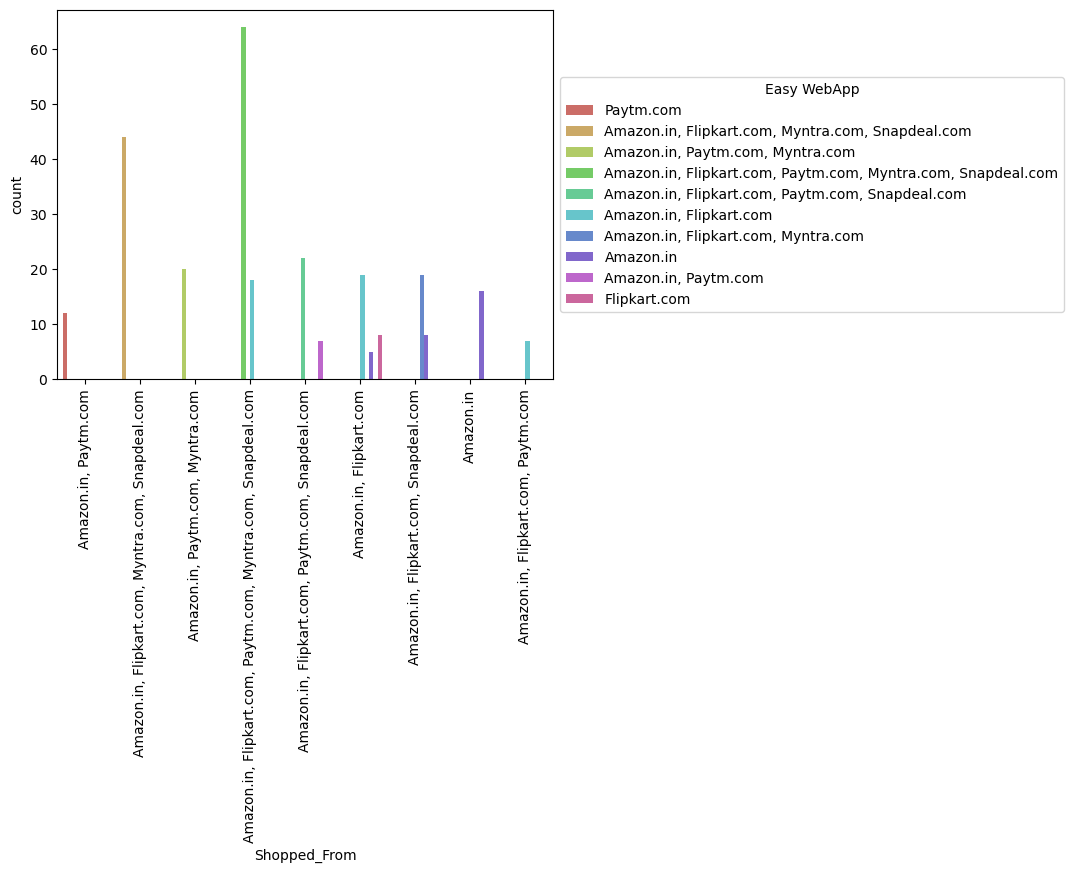 60
50
40
30
20
10
0
count
Amazon.in, Paytm.com
Amazon.in, Flipkart.com, Myntra.com, Snapdeal.com
Amazon.in, Paytm.com, Myntra.com
Amazon.in, Flipkart.com, Paytm.com, Myntra.com, Snapdeal.com
Amazon.in, Flipkart.com, Paytm.com, Snapdeal.com
Amazon.in, Flipkart.com
Amazon.in, Flipkart.com, Snapdeal.com
Amazon.in
Amazon.in, Flipkart.com, Paytm.com
Shopped_From
Easy WebApp
Paytm.com
Amazon.in, Flipkart.com, Myntra.com, Snapdeal.com
Amazon.in, Paytm.com, Myntra.com
Amazon.in, Flipkart.com, Paytm.com, Myntra.com, Snapdeal.com
Amazon.in, Flipkart.com, Paytm.com, Snapdeal.com
Amazon.in, Flipkart.com
Amazon.in, Flipkart.com, Myntra.com
Amazon.in
Amazon.in, Paytm.com
Flipkart.com